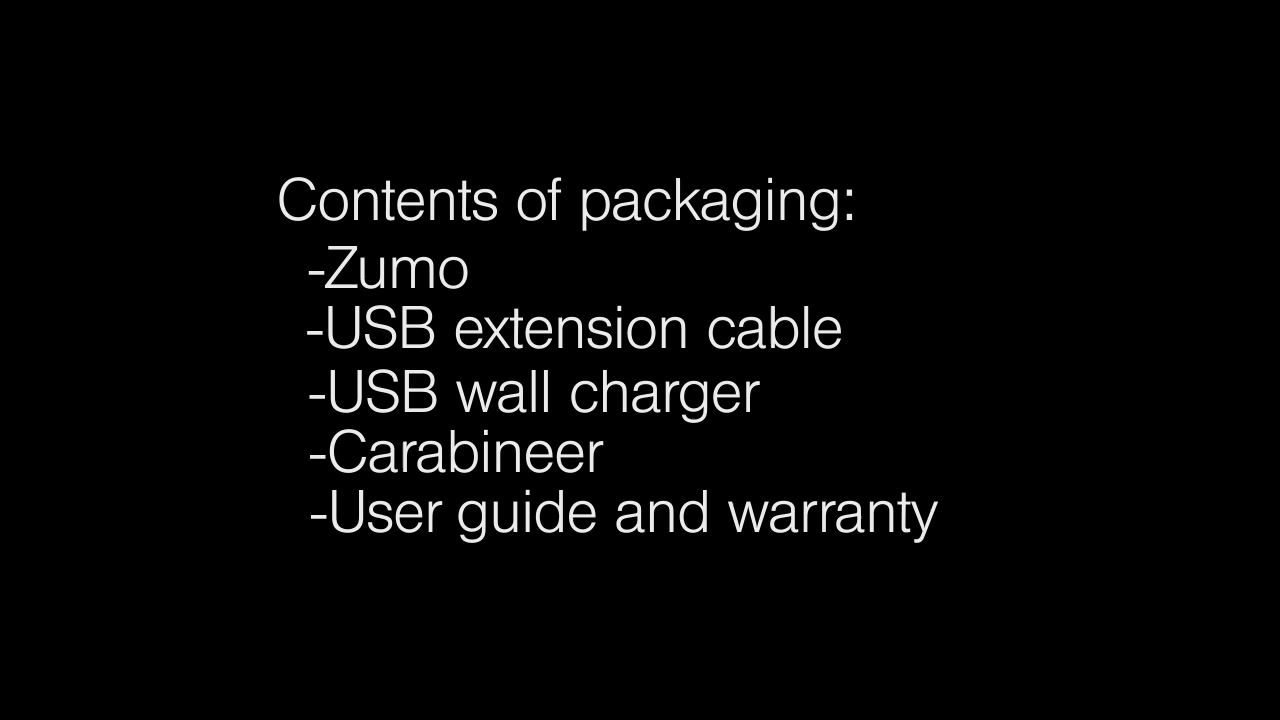 Contents of packaging:
-Zumo
-USB extension cable
-USB wall charger
-Carabineer
-User guide and warranty